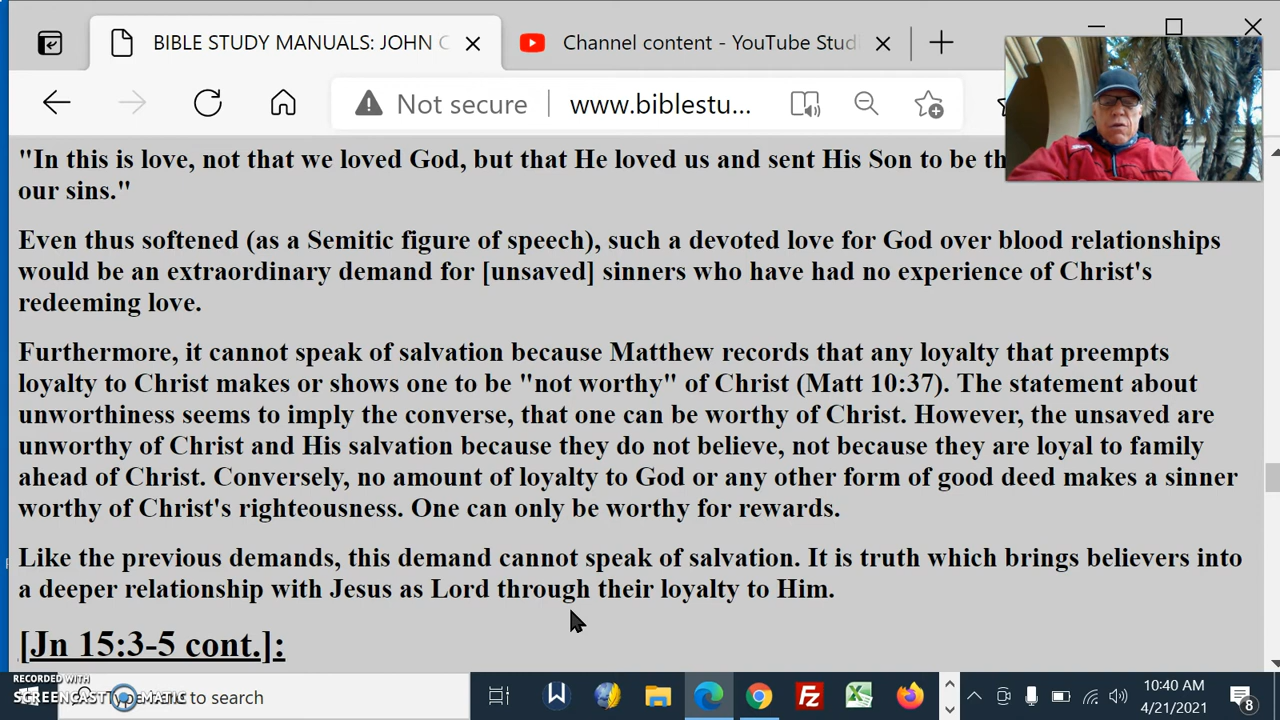 BIBLE STUDY MANUALS: JOHN C
Channel content - YouTube Stud
Not secure | www.biblestu...
"In this is love, not that we loved God, but that He loved us and sent His Son to be th
our sins."
Even thus softened (as a Semitic figure of speech), such a devoted love for God over blood relationships
would be an extraordinary demand for [unsaved] sinners who have had no experience of Christ's
redeeming love.
Furthermore, it cannot speak of salvation because Matthew records that any loyalty that preempts
loyalty to Christ makes or shows one to be "not worthy" of Christ (Matt 10:37). The statement about
unworthiness seems to imply the converse, that one can be worthy of Christ. However, the unsaved are
unworthy of Christ and His salvation because they do not believe, not because they are loyal to family
ahead of Christ. Conversely, no amount of loyalty to God or any other form of good deed makes a sinner
worthy of Christ's righteousness. One can only be worthy for rewards.
Like the previous demands, this demand cannot speak of salvation. It is truth which brings believers into
a deeper relationship with Jesus as Lord through their loyalty to Him.
[Jn 15:3-5 cont.]:
RECORDED WITH
SCREENCAST MATIC
to search
W
Fz
10:40 AM
4/21/2021
8